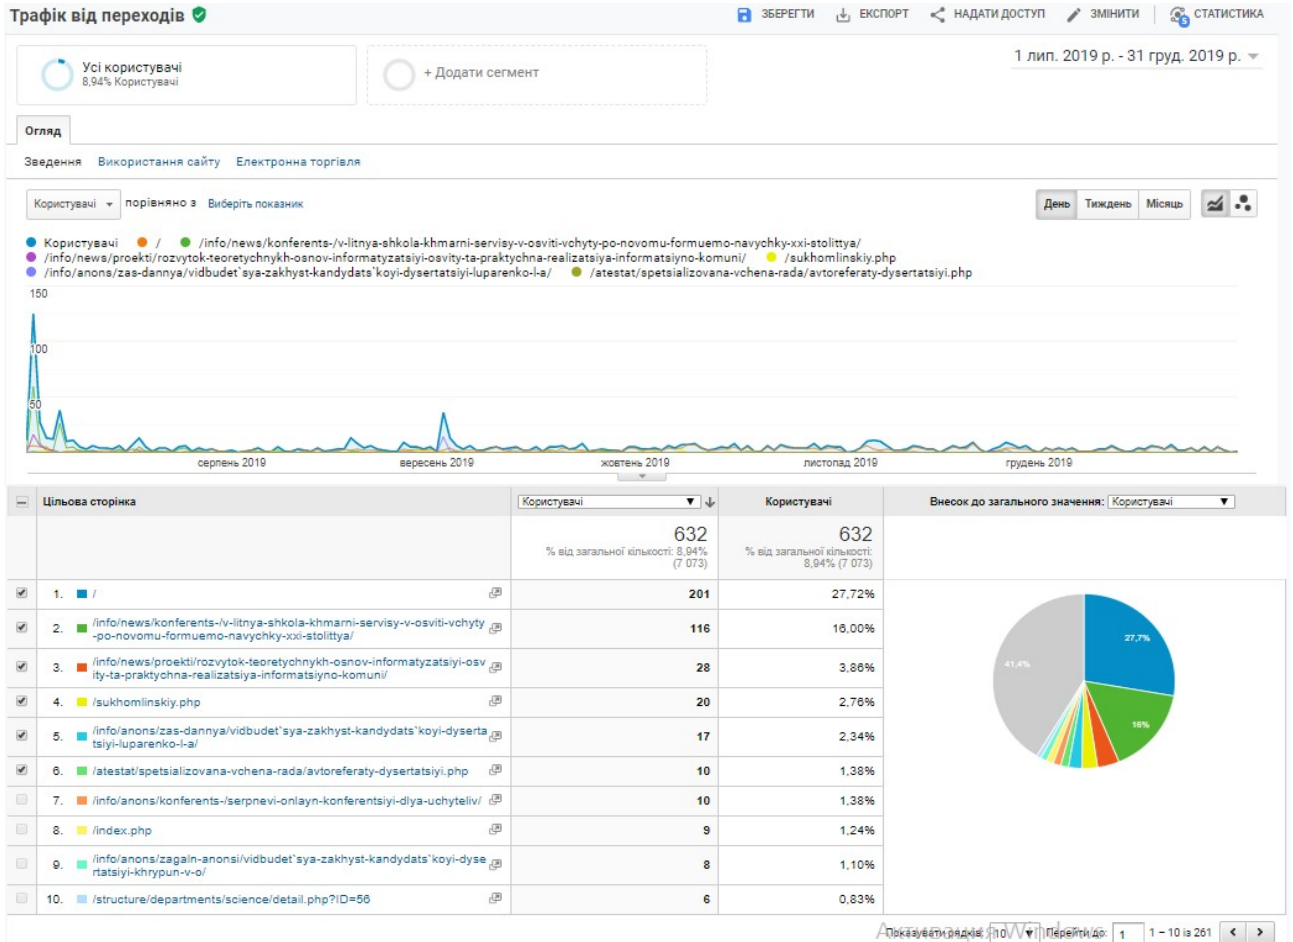 Трафік від переходів
ЗБЕРЕГТИ ЕКСПОРТ НАДАТИ ДОСТУП ЗМІНИТИ СТАТИСТИКА
5
Усі користувачі
8,94% Користувачі
+ Додати сегмент
1 лип. 2019 р. - 31 груд. 2019 р.
Огляд
Зведення Використання сайту Електронна торгівля
Користувачі порівняно з Виберіть показник
День Тиждень Місяць
Користувачі / /info/news/konferents-/v-litnya-shkola-khmarni-servisy-v-osviti-vchyty-po-novomu-formuemo-navychky-xxi-stolittya/
/info/news/proekti/rozvytok-teoretychnykh-osnov-informatyzatsiyi-osvity-ta-praktychna-realizatsiya-informatsiyno-komuni/ /sukhomlinskiy.php
/info/anons/zas-dannya/vidbudet`sya-zakhyst-kandydats`koyi-dysertatsiyi-luparenko-l-a/ /atestat/spetsializovana-vchena-rada/avtoreferaty-dysertatsiyi.php
150
100
50
серпень 2019 вересень 2019 жовтень 2019 листопад 2019 грудень 2019
Цільова сторінка Користувачі Користувачі Внесок до загального значення: Користувачі
632 632
% від загальної кількості: 8,94% % від загальної кількості:
(7 073) 8,94% (7 073)
1. / 201 27,72%
2. /info/news/konferents-/v-litnya-shkola-khmarni-servisy-v-osviti-vchyty
-po-novomu-formuemo-navychky-xxi-stolittya/ 116 16,00%
3. /info/news/proekti/rozvytok-teoretychnykh-osnov-informatyzatsiyi-osv
ity-ta-praktychna-realizatsiya-informatsiyno-komuni/ 28 3,86%
4. /sukhomlinskiy.php 20 2,76%
5. /info/anons/zas-dannya/vidbudet`sya-zakhyst-kandydats`koyi-dyserta
tsiyi-luparenko-l-a/ 17 2,34%
6. /atestat/spetsializovana-vchena-rada/avtoreferaty-dysertatsiyi.php 10 1,38%
7. /info/anons/konferents-/serpnevi-onlayn-konferentsiyi-dlya-uchyteliv/ 10 1,38%
8. /index.php 9 1,24%
9. /info/anons/zagaln-anonsi/vidbudet`sya-zakhyst-kandydats`koyi-dyse
rtatsiyi-khrypun-v-o/ 8 1,10%
10. /structure/departments/science/detail.php?ID=56 6 0,83%
27,7%
41,4%
16%
Активация Windows
Показувати рядків: 10 Перейти до: 1 1 – 10 із 261